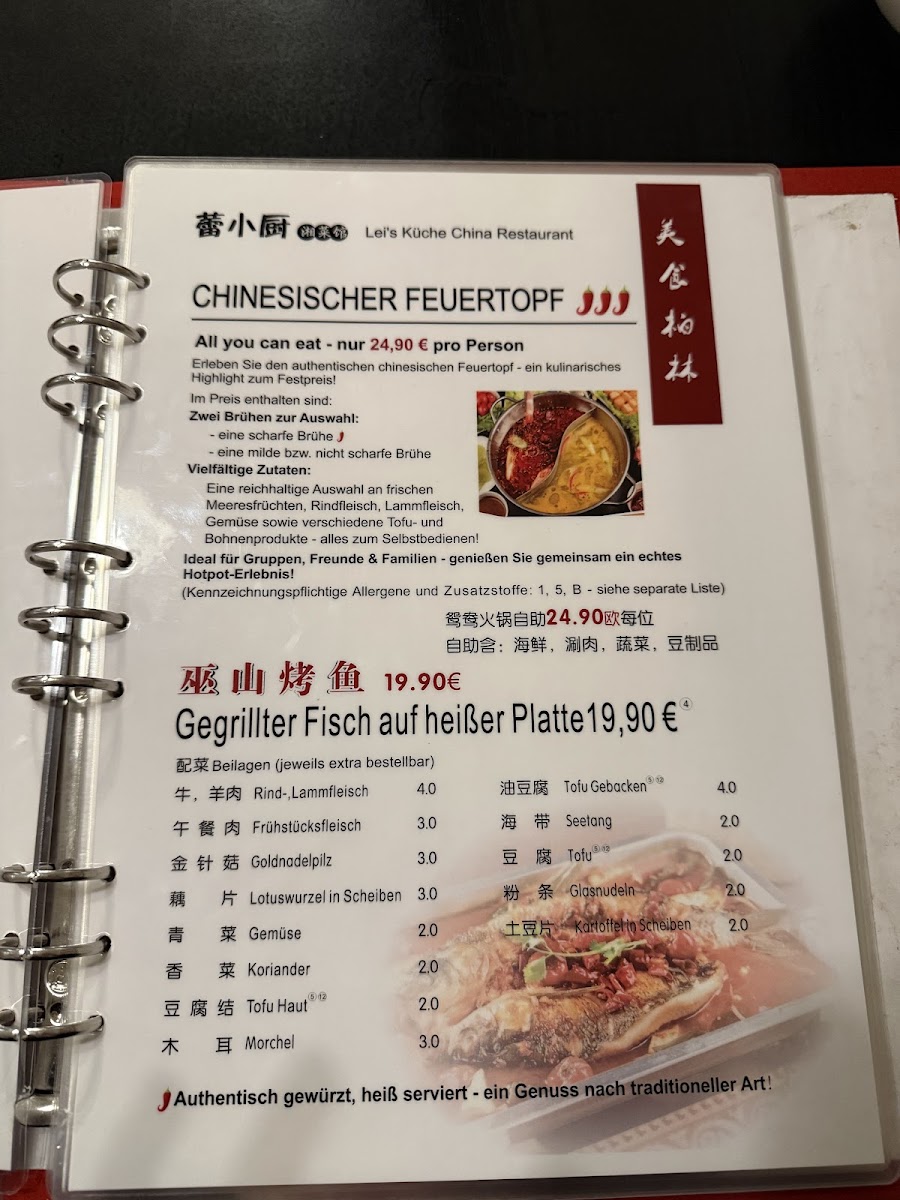 蕾小厨 湘菜馆 Lei's Küche China Restaurant
美食柏林
CHINESISCHER FEUERTOPF
All you can eat - nur 24,90 € pro Person
Erleben Sie den authentischen chinesischen Feuertopf - ein kulinarisches
Highlight zum Festpreis!
Im Preis enthalten sind:
Zwei Brühen zur Auswahl:
- eine scharfe Brühe
- eine milde bzw. nicht scharfe Brühe
Vielfältige Zutaten:
Eine reichhaltige Auswahl an frischen
Meeresfrüchten, Rindfleisch, Lammfleisch,
Gemüse sowie verschiedene Tofu- und
Bohnenprodukte - alles zum Selbstbedienen!
Ideal für Gruppen, Freunde & Familien - genießen Sie gemeinsam ein echtes
Hotpot-Erlebnis!
(Kennzeichnungspflichtige Allergene und Zusatzstoffe: 1, 5, B - siehe separate Liste)
鸳鸯火锅自助24.90欧每位
自助含：海鲜，涮肉，蔬菜，豆制品
巫山烤鱼 19.90€
Gegrillter Fisch auf heißer Platte19,90 €④
配菜Beilagen (jeweils extra bestellbar)
牛，羊肉 Rind-,Lammfleisch 4.0
午餐肉 Frühstücksfleisch 3.0
金针菇 Goldnadelpilz 3.0
藕片 Lotuswurzel in Scheiben 3.0
青菜 Gemüse 2.0
香菜 Koriander 2.0
豆腐结 Tofu Haut⑤⑫ 2.0
木耳 Morchel 3.0
油豆腐 Tofu Gebacken⑤⑫ 4.0
海带 Seetang 2.0
豆腐 Tofu⑤⑫ 2.0
粉条 Glasnudeln 2.0
土豆片 Kartoffel in Scheiben 2.0
Authentisch gewürzt, heiß serviert - ein Genuss nach traditioneller Art!